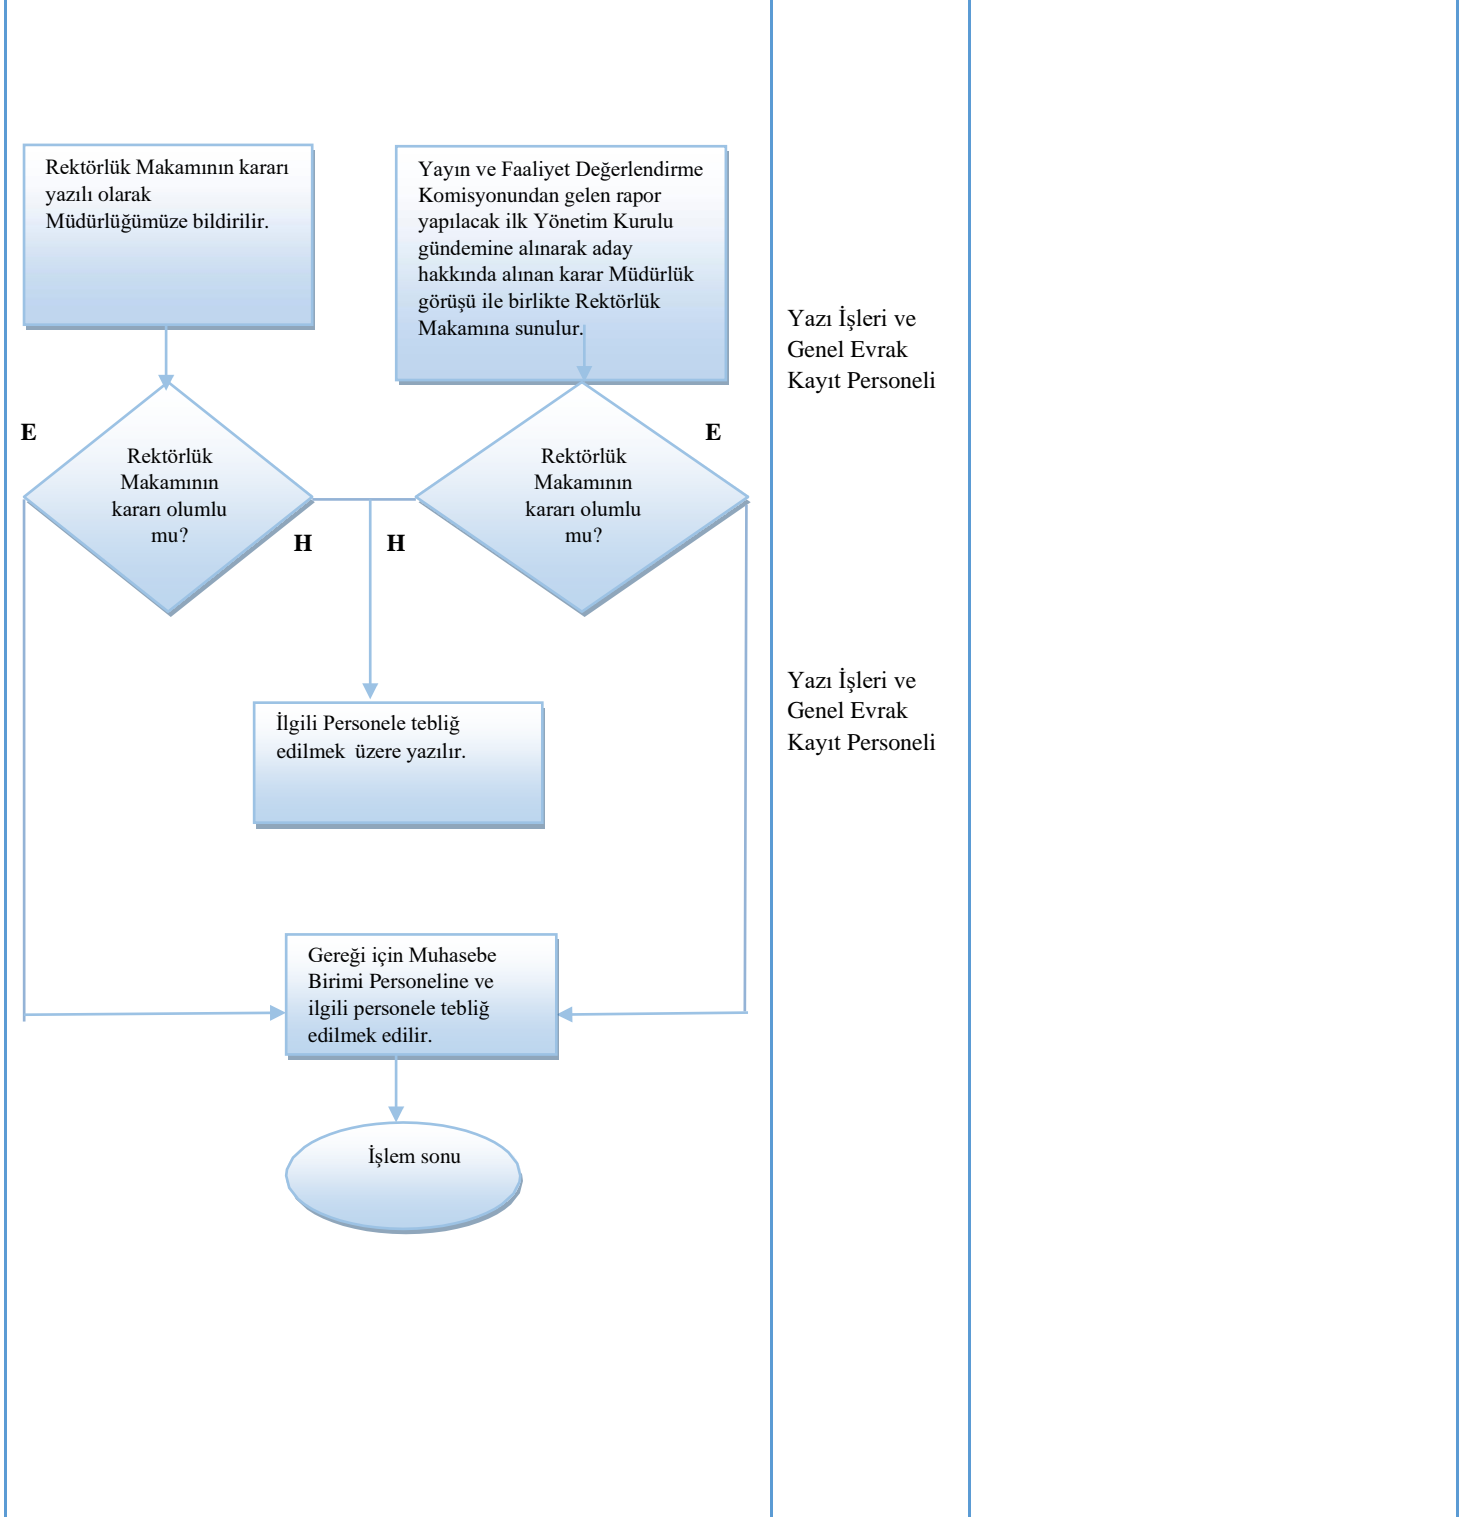 Rektörlük Makamının kararı
yazılı olarak
Müdürlüğümüze bildirilir.
Yayın ve Faaliyet Değerlendirme
Komisyonundan gelen rapor
yapılacak ilk Yönetim Kurulu
gündemine alınarak aday
hakkında alınan karar Müdürlük
görüşü ile birlikte Rektörlük
Makamına sunulur.
Yazı İşleri ve
Genel Evrak
Kayıt Personeli
E
Rektörlük
Makamının
kararı olumlu
mu?
H
H
Rektörlük
Makamının
kararı olumlu
mu?
E
İlgili Personele tebliğ
edilmek üzere yazılır.
Yazı İşleri ve
Genel Evrak
Kayıt Personeli
Gereği için Muhasebe
Birimi Personeline ve
ilgili personele tebliğ
edilmek edilir.
İşlem sonu